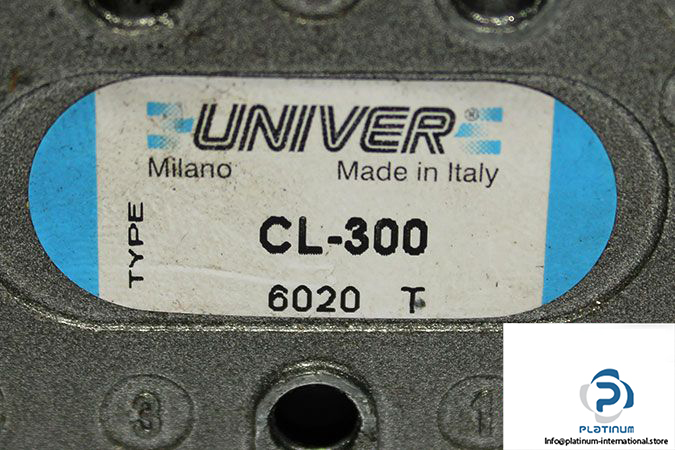 UNIVER®
Milano Made in Italy
TYPE
CL-300
6020 T
3 1
PLATINUM
Info@platinum-international.store